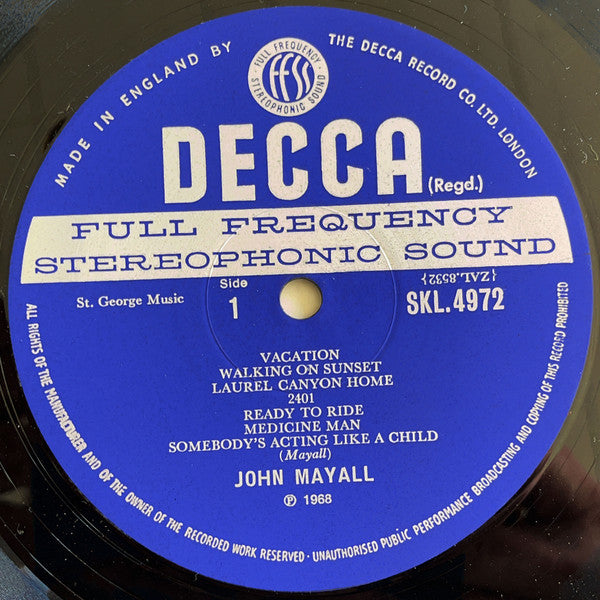 MADE IN ENGLAND BY
FULL FREQUENCY
FFSS
STEREOPHONIC SOUND
THE DECCA RECORD CO. LTD. LONDON
DECCA
(Regd.)
FULL FREQUENCY
STEREOPHONIC SOUND
St. George Music
Side
1
{ZAL.8532}
SKL.4972
VACATION
WALKING ON SUNSET
LAUREL CANYON HOME
2401
READY TO RIDE
MEDICINE MAN
SOMEBODY'S ACTING LIKE A CHILD
(Mayall)
JOHN MAYALL
℗ 1968
ALL RIGHTS OF THE MANUFACTURER AND OF THE OWNER OF THE RECORDED WORK RESERVED · UNAUTHORISED PUBLIC PERFORMANCE BROADCASTING AND COPYING OF THIS RECORD PROHIBITED